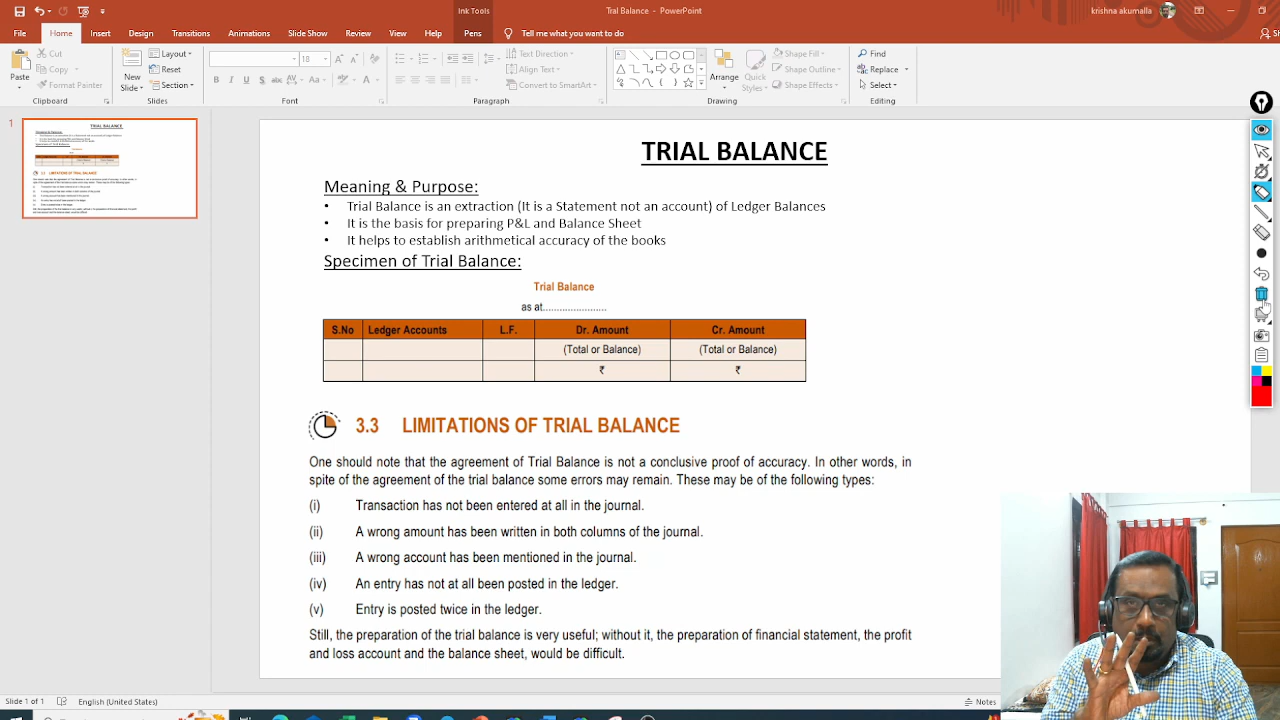 Ink Tools
Trial Balance - PowerPoint
krishna akumalla
File Home Insert Draw Design Transitions Animations Slide Show Review View Help Pens Tell me what you want to do
Paste
Cut
Copy
Format Painter
Clipboard
New Slide
Layout
Reset
Section
Slides
18
Font
Text Direction
Align Text
Convert to SmartArt
Paragraph
Arrange
Quick Styles
Shape Fill
Shape Outline
Shape Effects
Drawing
Find
Replace
Select
Editing
1
TRIAL BALANCE
Meaning & Purpose:
• Trial Balance is an extraction (It is a Statement not an account) of Ledger Balances
• It is the basis for preparing P&L and Balance Sheet
• It helps to establish arithmetical accuracy of the books
Specimen of Trial Balance:
Trial Balance
as at......................
S.No Ledger Accounts L.F. Dr. Amount Cr. Amount
(Total or Balance) (Total or Balance)
₹ ₹
3.3 LIMITATIONS OF TRIAL BALANCE
One should note that the agreement of Trial Balance is not a conclusive proof of accuracy. In other words, in
spite of the agreement of the trial balance some errors may remain. These may be of the following types:
(i) Transaction has not been entered at all in the journal.
(ii) A wrong amount has been written in both columns of the journal.
(iii) A wrong account has been mentioned in the journal.
(iv) An entry has not at all been posted in the ledger.
(v) Entry is posted twice in the ledger.
Still, the preparation of the trial balance is very useful; without it, the preparation of financial statement, the profit
and loss account and the balance sheet, would be difficult.
Slide 1 of 1 English (United States) Notes